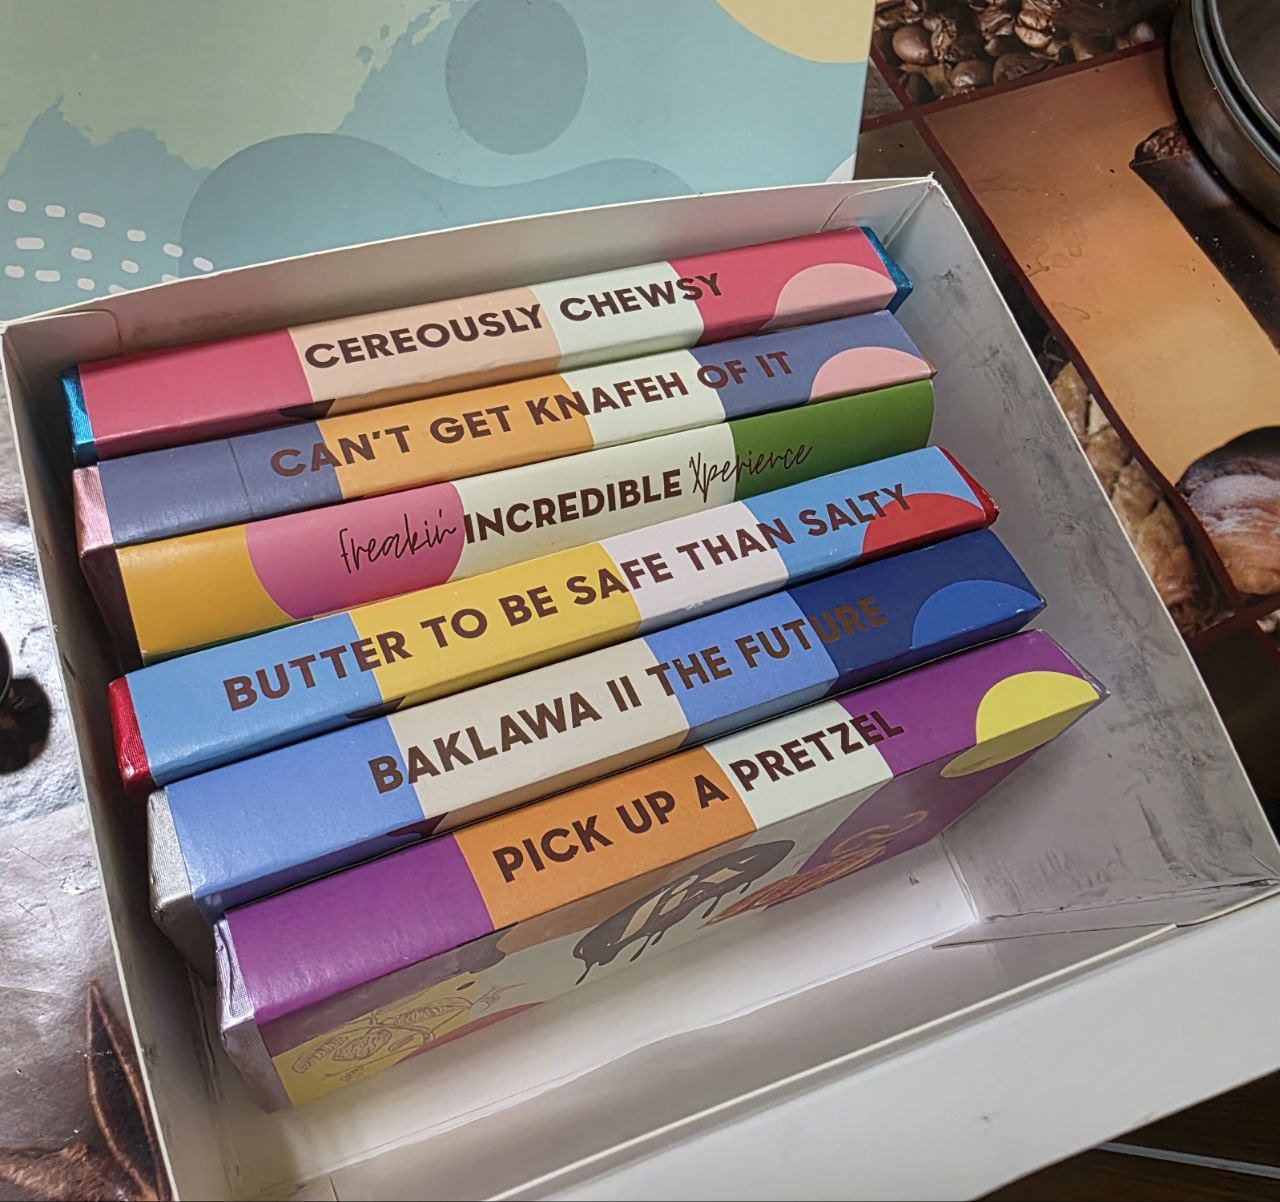 CEREOUSLY CHEWSY
CAN'T GET KNAFEH OF IT
freakin' INCREDIBLE Xperience
BUTTER TO BE SAFE THAN SALTY
BAKLAWA II THE FUTURE
PICK UP A PRETZEL
fix